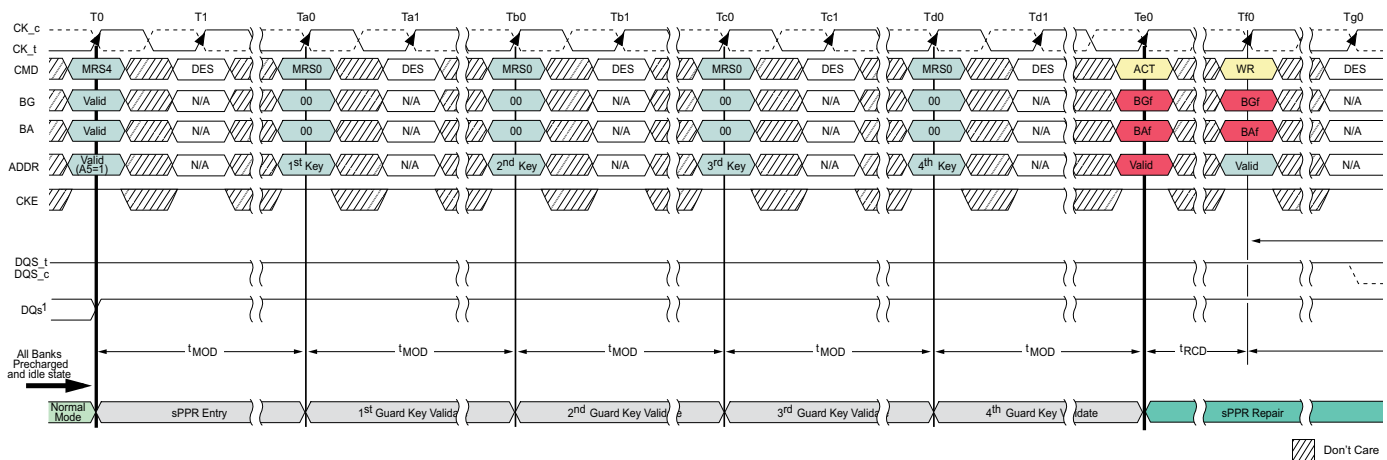 T0 T1 Ta0 Ta1 Tb0 Tb1 Tc0 Tc1 Td0 Td1 Te0 Tf0 Tg0
CK_c
CK_t
CMD MRS4 DES MRS0 DES MRS0 DES MRS0 DES MRS0 DES ACT WR DES
BG Valid N/A 00 N/A 00 N/A 00 N/A 00 N/A BGf BGf N/A
BA Valid N/A 00 N/A 00 N/A 00 N/A 00 N/A BAf BAf N/A
ADDR Valid (A5=1) N/A 1st Key N/A 2nd Key N/A 3rd Key N/A 4th Key N/A Valid Valid N/A
CKE
DQS_t
DQS_c
DQs1
tMOD tMOD tMOD tMOD tMOD tRCD
All Banks
Precharged
and idle state
Normal Mode sPPR Entry 1st Guard Key Valida 2nd Guard Key Valid e 3rd Guard Key Valida 4th Guard Key V idate sPPR Repair
Don't Care